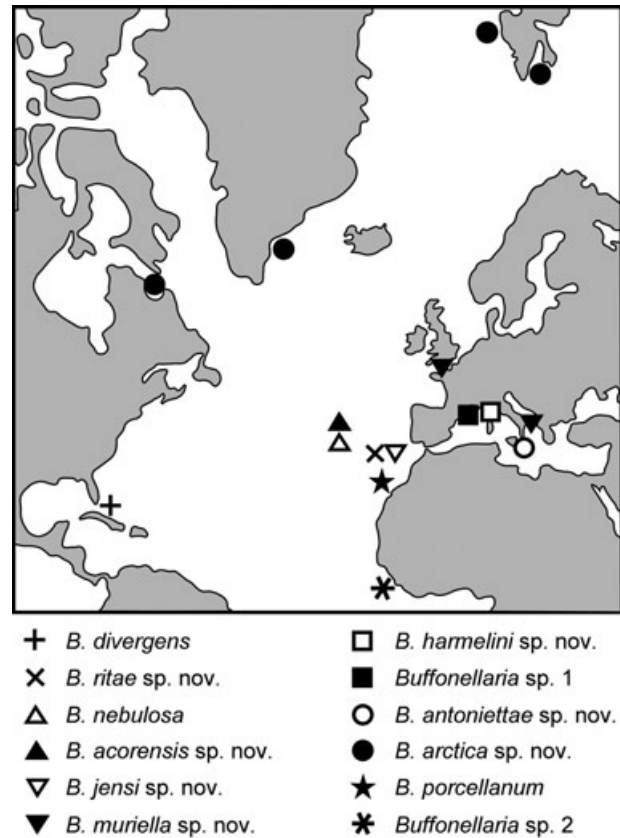 B. divergens
B. ritae sp. nov.
B. nebulosa
B. acorensis sp. nov.
B. jensi sp. nov.
B. muriella sp. nov.
B. harmelini sp. nov.
Buffonellaria sp. 1
B. antoniettae sp. nov.
B. arctica sp. nov.
B. porcellanum
Buffonellaria sp. 2